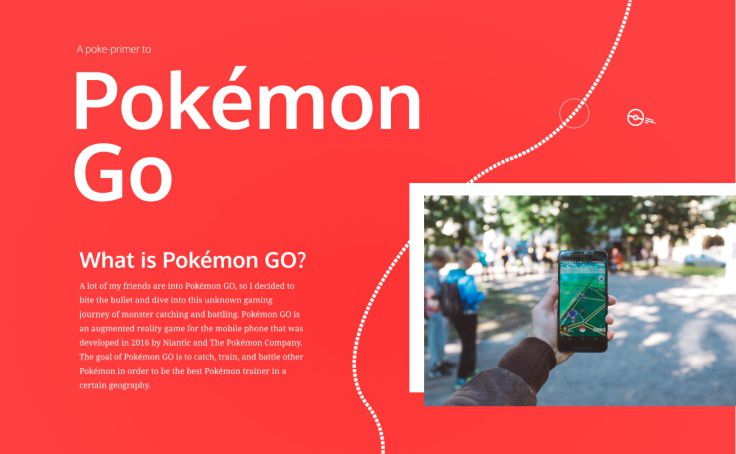 A poke-primer to
Pokémon
Go
What is Pokémon GO?
A lot of my friends are into Pokémon GO, so I decided to
bite the bullet and dive into this unknown gaming
journey of monster catching and battling. Pokémon GO is
an augmented reality game for the mobile phone that was
developed in 2016 by Niantic and The Pokémon Company.
The goal of Pokémon GO is to catch, train, and battle other
Pokémon in order to be the best Pokémon trainer in a
certain geography.